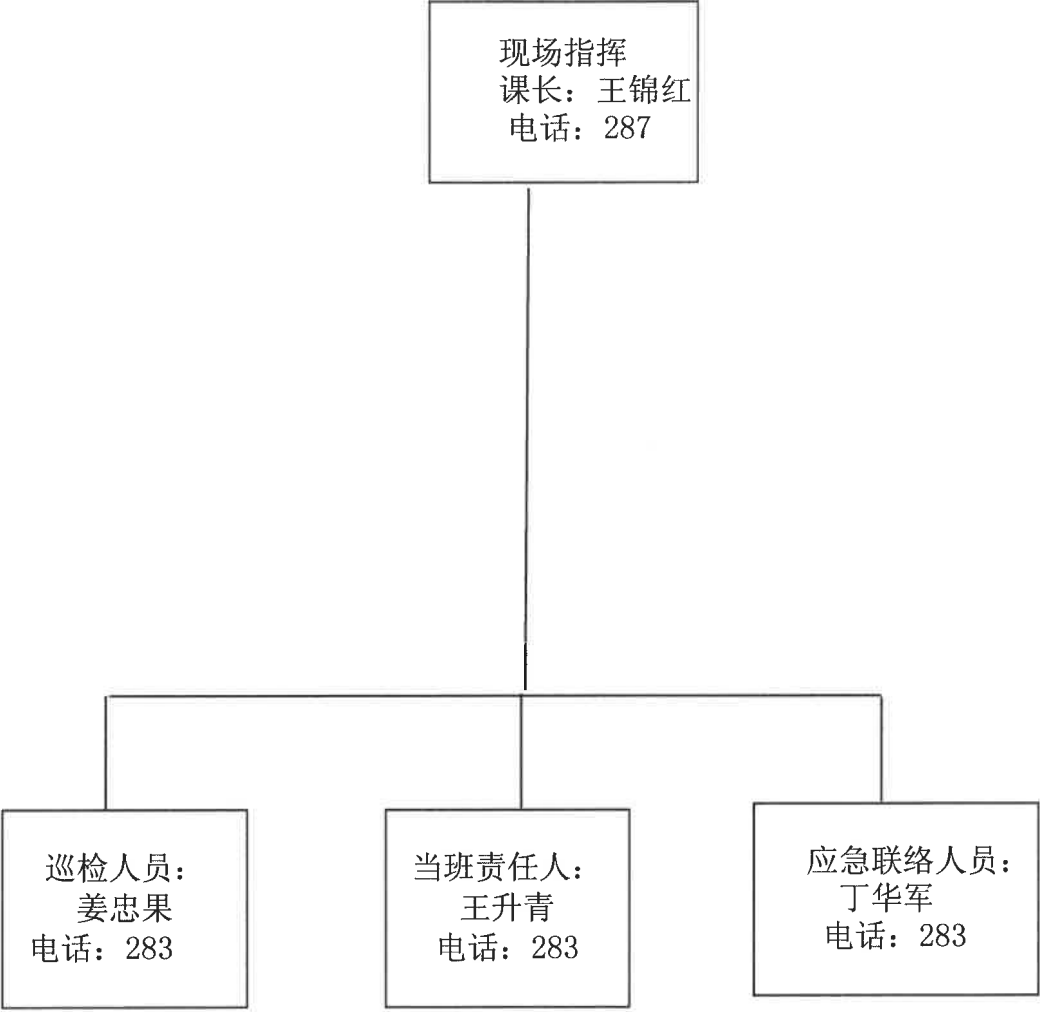 现场指挥
课长：王锦红
电话：287
巡检人员：
姜忠果
电话：283
当班责任人：
王升青
电话：283
应急联络人员：
丁华军
电话：283